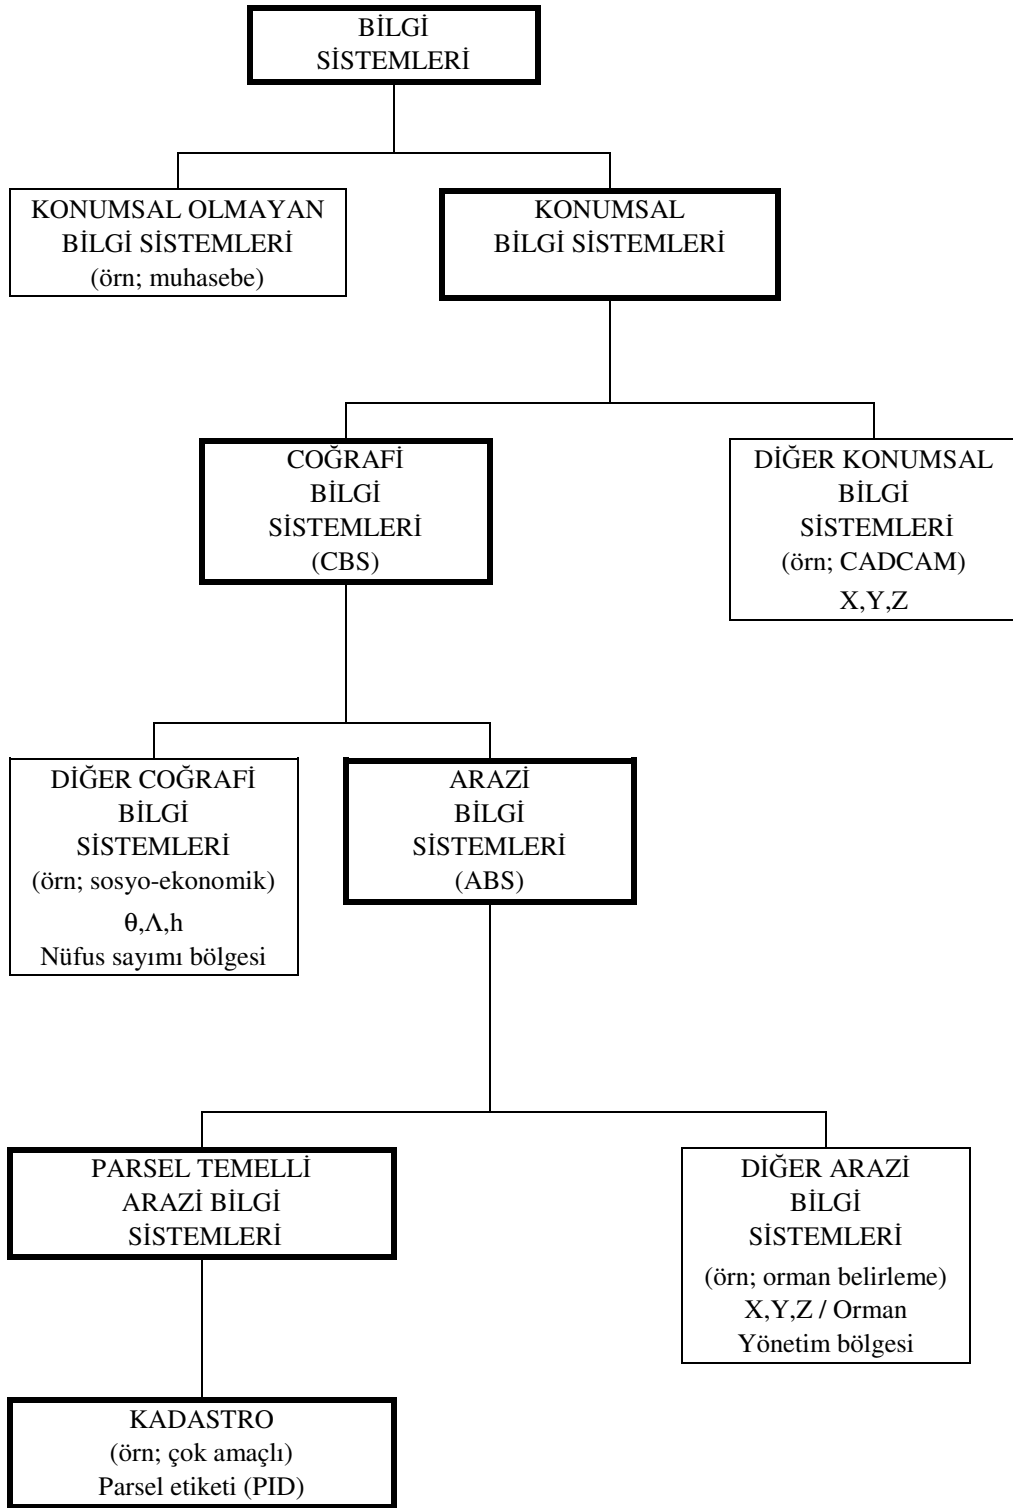 BİLGİ
SİSTEMLERİ
KONUMSAL OLMAYAN
BİLGİ SİSTEMLERİ
(örn; muhasebe)
KONUMSAL
BİLGİ SİSTEMLERİ
COĞRAFİ
BİLGİ
SİSTEMLERİ
(CBS)
DİĞER KONUMSAL
BİLGİ
SİSTEMLERİ
(örn; CADCAM)
X,Y,Z
DİĞER COĞRAFİ
BİLGİ
SİSTEMLERİ
(örn; sosyo-ekonomik)
θ,Λ,h
Nüfus sayımı bölgesi
ARAZİ
BİLGİ
SİSTEMLERİ
(ABS)
PARSEL TEMELLİ
ARAZİ BİLGİ
SİSTEMLERİ
DİĞER ARAZİ
BİLGİ
SİSTEMLERİ
(örn; orman belirleme)
X,Y,Z / Orman
Yönetim bölgesi
KADASTRO
(örn; çok amaçlı)
Parsel etiketi (PID)